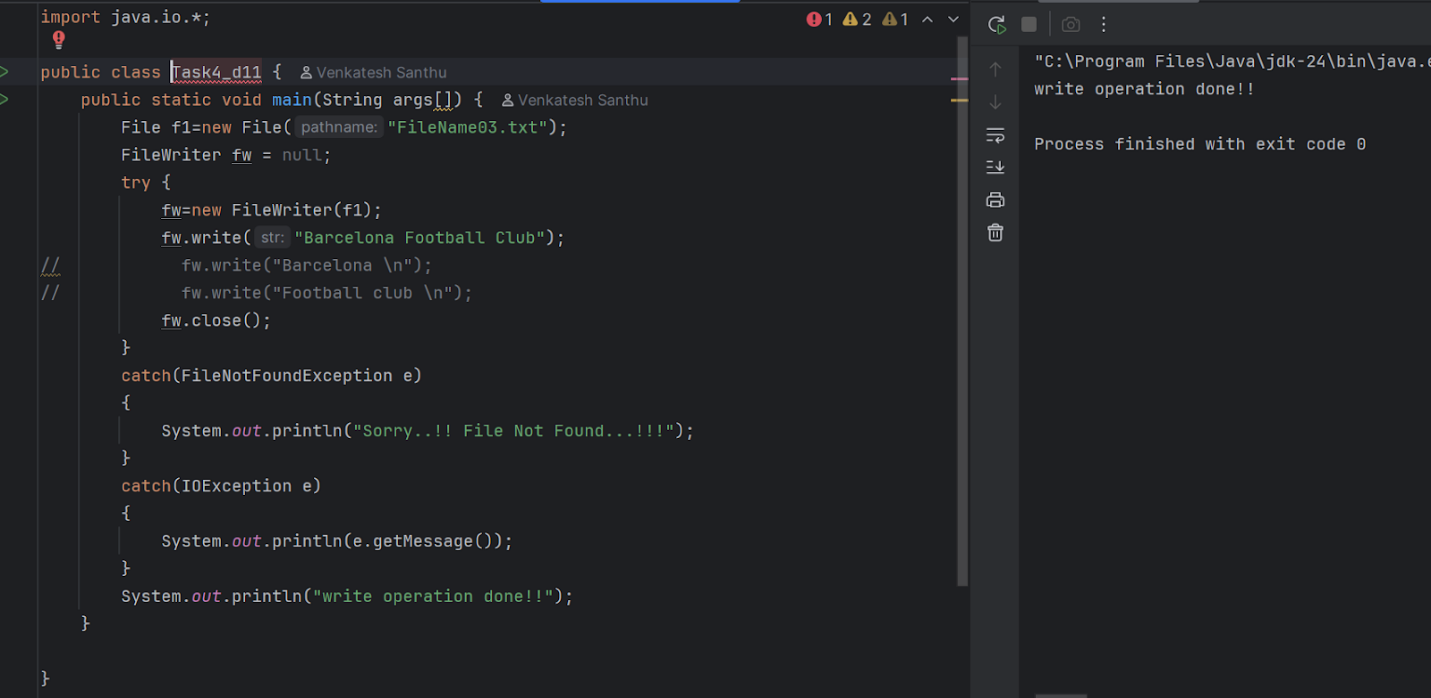 import java.io.*;
1 2 1
public class Task4_d11 { Venkatesh Santhu
public static void main(String args[]) { Venkatesh Santhu
File f1=new File( pathname: "FileName03.txt");
FileWriter fw = null;
try {
fw=new FileWriter(f1);
fw.write( str: "Barcelona Football Club");
// fw.write("Barcelona \n");
// fw.write("Football club \n");
fw.close();
}
catch(FileNotFoundException e)
{
System.out.println("Sorry..!! File Not Found...!!!");
}
catch(IOException e)
{
System.out.println(e.getMessage());
}
System.out.println("write operation done!!");
}
}
"C:\Program Files\Java\jdk-24\bin\java.e
write operation done!!
Process finished with exit code 0